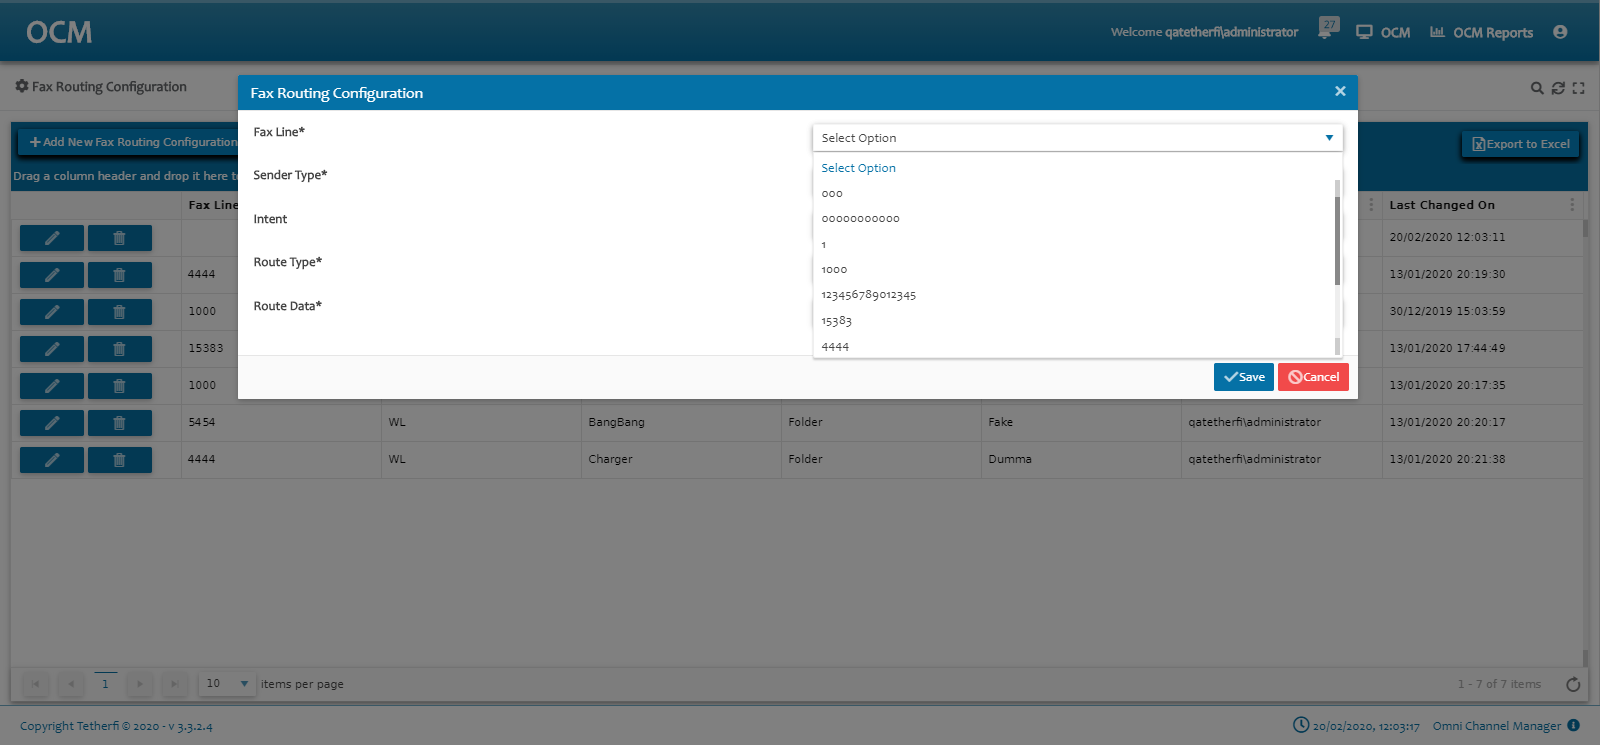 OCM
Welcome qatetherfi\administrator
27
OCM
OCM Reports
Fax Routing Configuration
Fax Routing Configuration
Fax Line*
Select Option
Add New Fax Routing Configuration
Export to Excel
Select Option
Drag a column header and drop it here to
Sender Type*
000
Fax Line
Last Changed On
Intent
00000000000
20/02/2020 12:03:11
1
Route Type*
1000
4444
13/01/2020 20:19:30
123456789012345
Route Data*
1000
30/12/2019 15:03:59
15383
15383
4444
13/01/2020 17:44:49
Save
Cancel
1000
13/01/2020 20:17:35
5454 WL BangBang Folder Fake qatetherfi\administrator 13/01/2020 20:20:17
4444 WL Charger Folder Dumma qatetherfi\administrator 13/01/2020 20:21:38
1 10 items per page 1 - 7 of 7 items
Copyright Tetherfi © 2020 - v 3.3.2.4 20/02/2020, 12:03:17 Omni Channel Manager